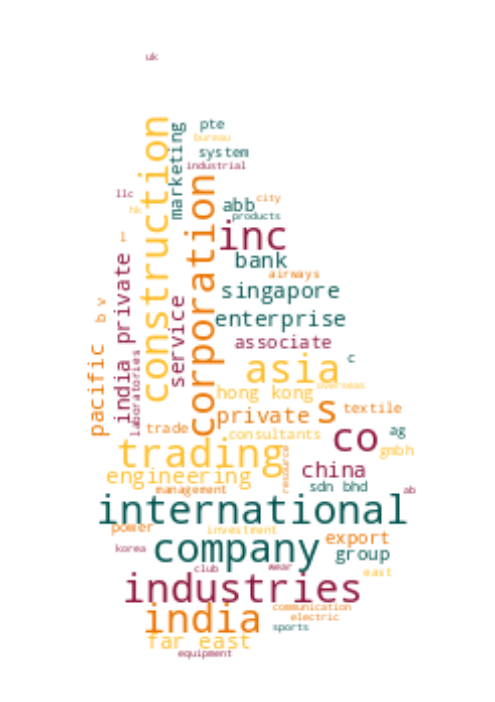 uk
construction
marketing
pte
bureau
system
industrial
corporation
llc
hk
abb
city
products
inc
l
bank
airways
india private
singapore
b v
service
enterprise
associate
laboratories
pacific
asia
c
overseas
hong kong
private
s
textile
trade
consultants
co
ag
trading
gmbh
resource
engineering
china
management
sdn bhd
ab
international
power
investment
export
korea
company
group
club
wear
east
industries
india
communication
electric
far east
sports
equipment